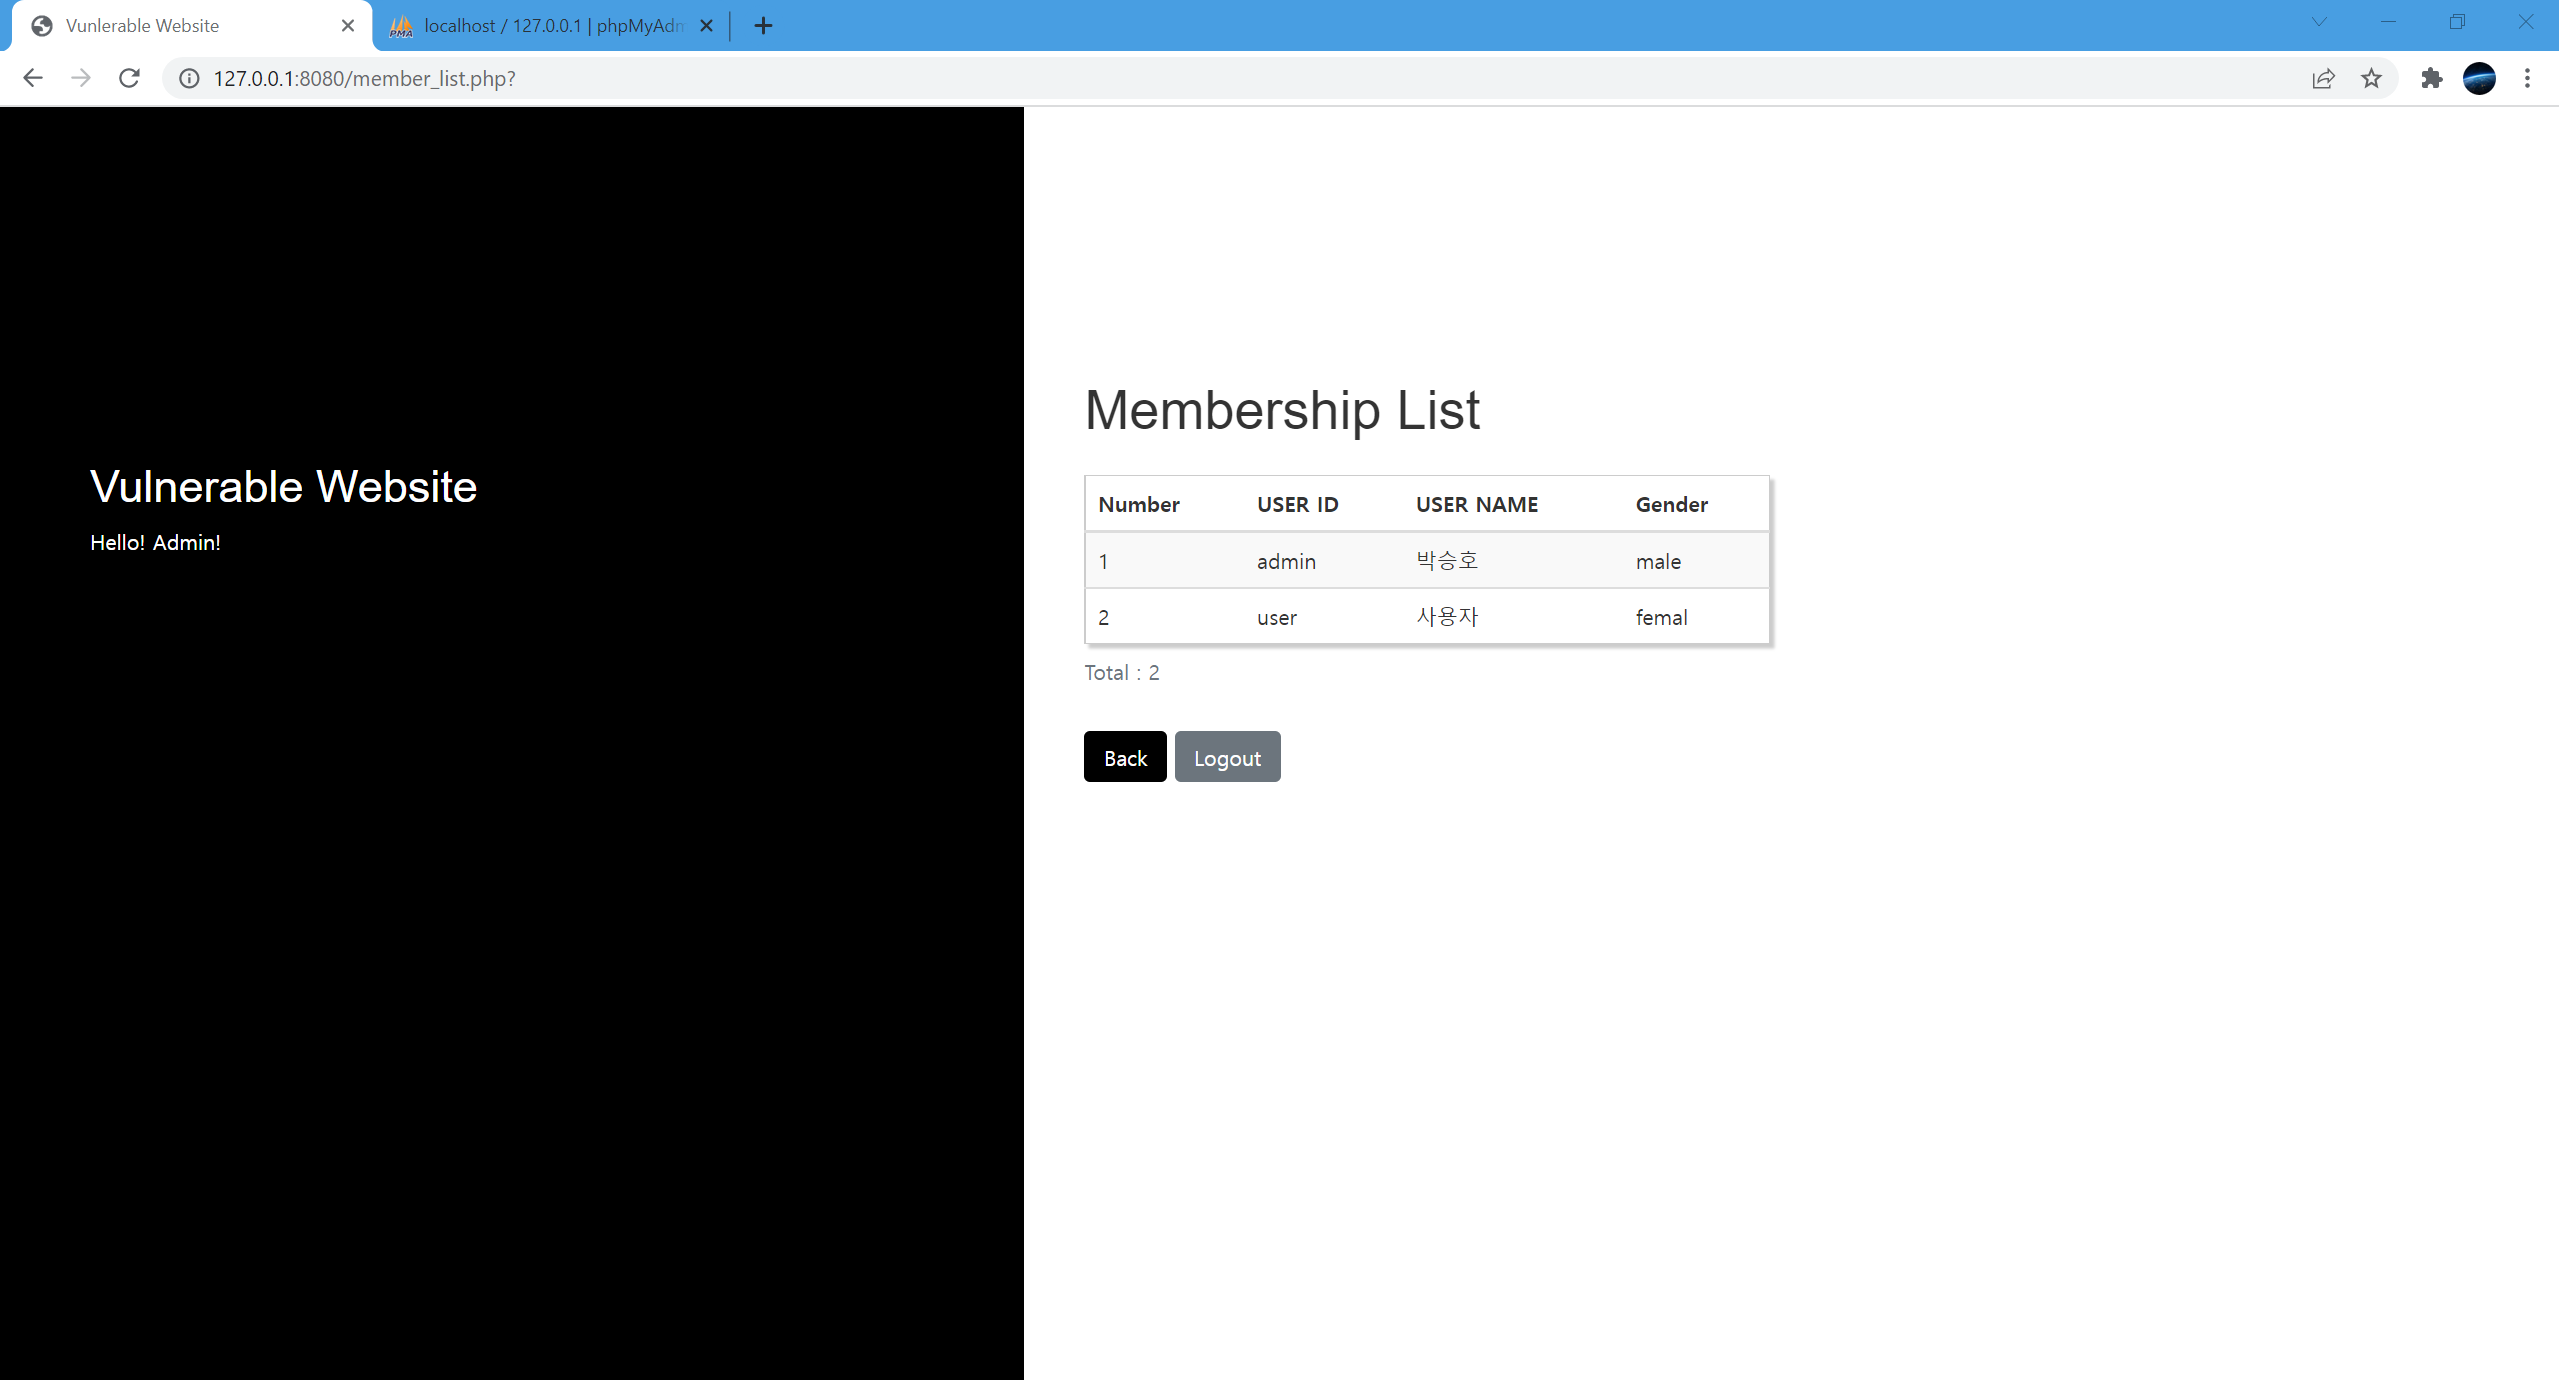 Vunlerable Website
localhost / 127.0.0.1 | phpMyAdm
127.0.0.1:8080/member_list.php?
Vulnerable Website
Hello! Admin!
Membership List
Number USER ID USER NAME Gender
1 admin 박승호 male
2 user 사용자 femal
Total : 2
Back Logout